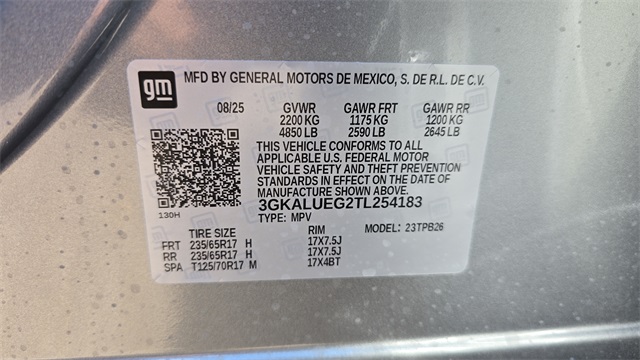 gm
MFD BY GENERAL MOTORS DE MEXICO, S. DE R.L. DE C.V.
08/25 GVWR GAWR FRT GAWR RR
2200 KG 1175 KG 1200 KG
4850 LB 2590 LB 2645 LB
THIS VEHICLE CONFORMS TO ALL
APPLICABLE U.S. FEDERAL MOTOR
VEHICLE SAFETY AND THEFT PREVENTION
STANDARDS IN EFFECT ON THE DATE OF
MANUFACTURE SHOWN ABOVE.
3GKALUEG2TL254183
130H
TYPE: MPV MODEL: 23TPB26
TIRE SIZE RIM
FRT 235/65R17 H 17X7.5J
RR 235/65R17 H 17X7.5J
SPA T125/70R17 M 17X4BT